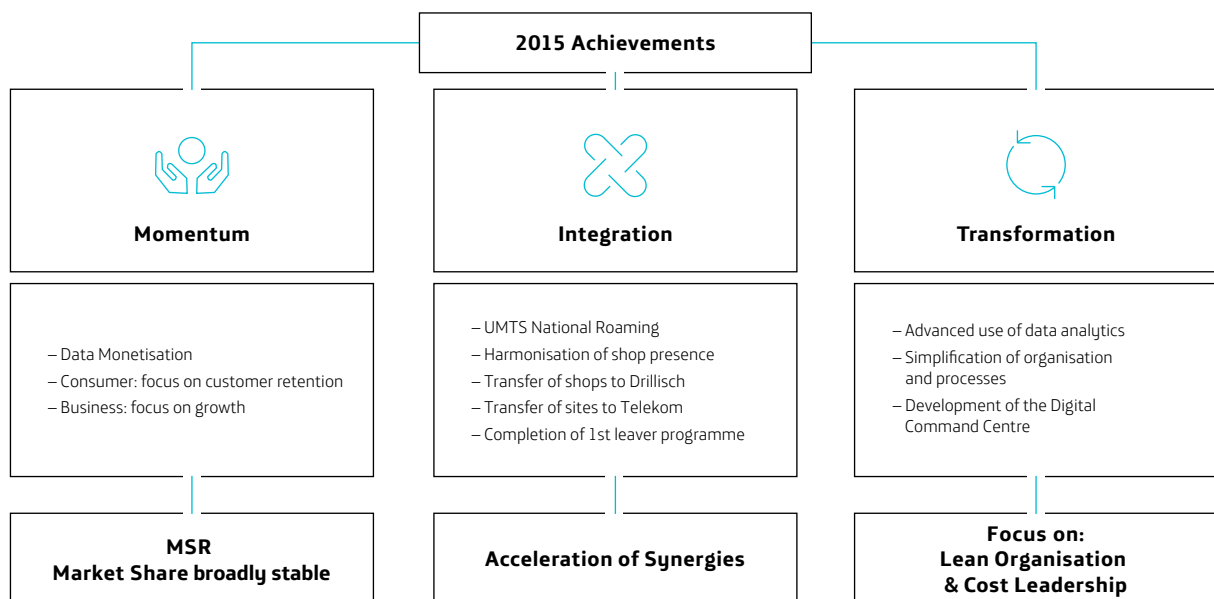 2015 Achievements
Momentum
– Data Monetisation
– Consumer: focus on customer retention
– Business: focus on growth
MSR
Market Share broadly stable
Integration
– UMTS National Roaming
– Harmonisation of shop presence
– Transfer of shops to Drillisch
– Transfer of sites to Telekom
– Completion of 1st leaver programme
Acceleration of Synergies
Transformation
– Advanced use of data analytics
– Simplification of organisation
and processes
– Development of the Digital
Command Centre
Focus on:
Lean Organisation
& Cost Leadership